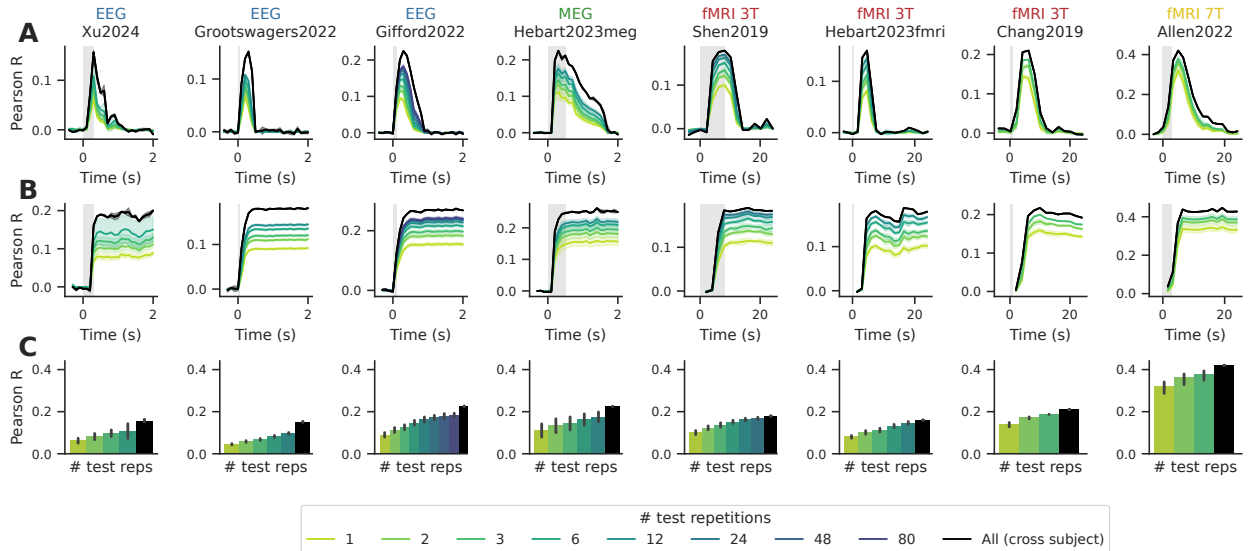 A
EEG EEG EEG MEG fMRI 3T fMRI 3T fMRI 3T fMRI 7T
Xu2024 Grootswagers2022 Gifford2022 Hebart2023meg Shen2019 Hebart2023fmri Chang2019 Allen2022
Pearson R
0.1 0.1 0.2 0.2 0.1 0.1 0.2 0.4
0.1 0.1 0.1 0.2
0.0 0.0 0.0 0.0 0.0 0.0 0.0 0.0
0 2 0 2 0 2 0 2 0 20 0 20 0 20 0 20
Time (s) Time (s) Time (s) Time (s) Time (s) Time (s) Time (s) Time (s)
B
Pearson R
0.2 0.1 0.2 0.2 0.2 0.1 0.2 0.4
0.1 0.1 0.1 0.1 0.2
0.0 0.0 0.0 0.0 0.0 0.0 0.0 0.0
0 2 0 2 0 2 0 2 0 20 0 20 0 20 0 20
Time (s) Time (s) Time (s) Time (s) Time (s) Time (s) Time (s) Time (s)
C
Pearson R
0.4 0.4 0.4 0.4 0.4 0.4 0.4 0.4
0.2 0.2 0.2 0.2 0.2 0.2 0.2 0.2
0.0 0.0 0.0 0.0 0.0 0.0 0.0 0.0
# test reps # test reps # test reps # test reps # test reps # test reps # test reps # test reps
# test repetitions
1 2 3 6 12 24 48 80 All (cross subject)